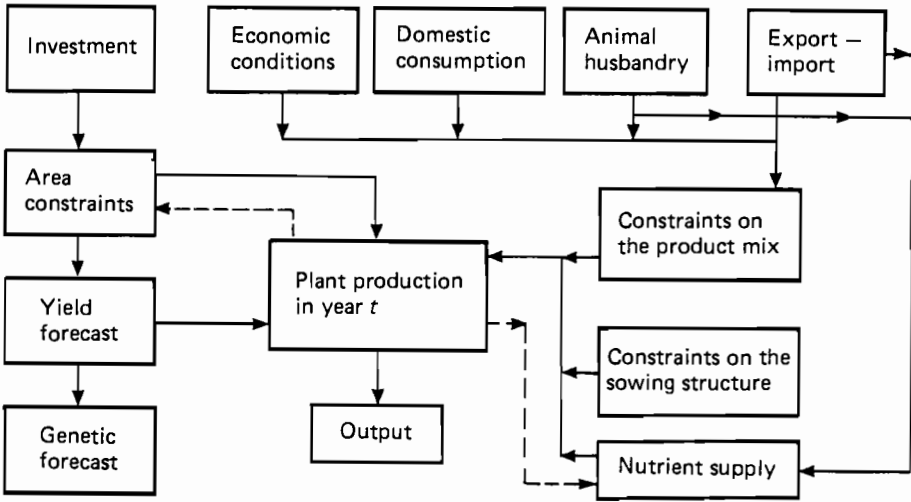 Investment
Economic
conditions
Domestic
consumption
Animal
husbandry
Export —
import
Area
constraints
Constraints on
the product mix
Plant production
in year t
Yield
forecast
Constraints on the
sowing structure
Output
Genetic
forecast
Nutrient supply